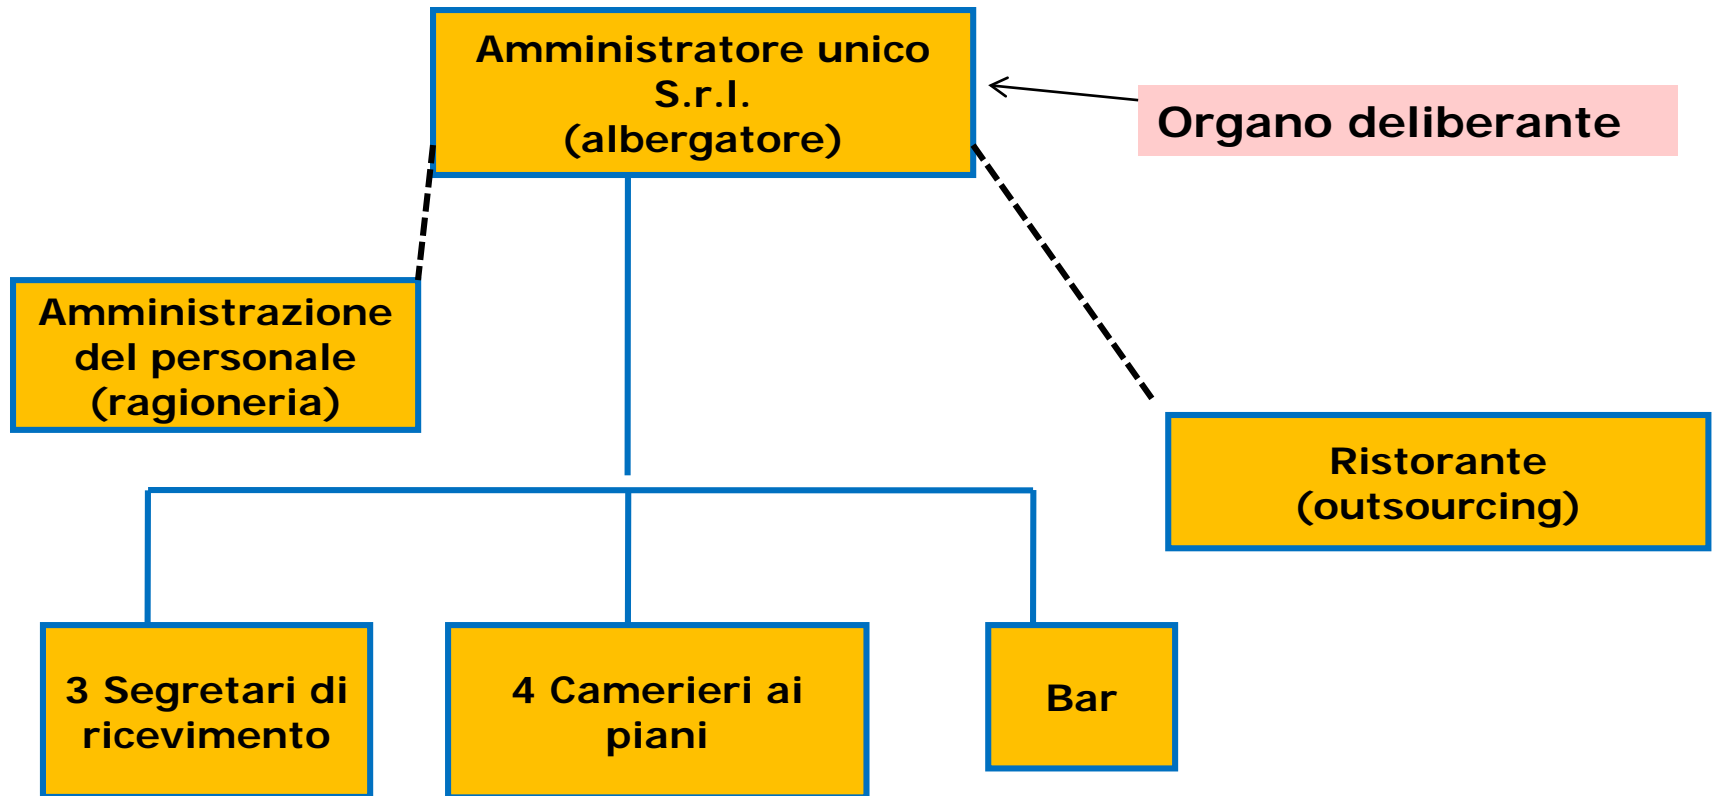 Amministratore unico
S.r.l.
(albergatore)
Organo deliberante
Amministrazione
del personale
(ragioneria)
Ristorante
(outsourcing)
3 Segretari di
ricevimento
4 Camerieri ai
piani
Bar